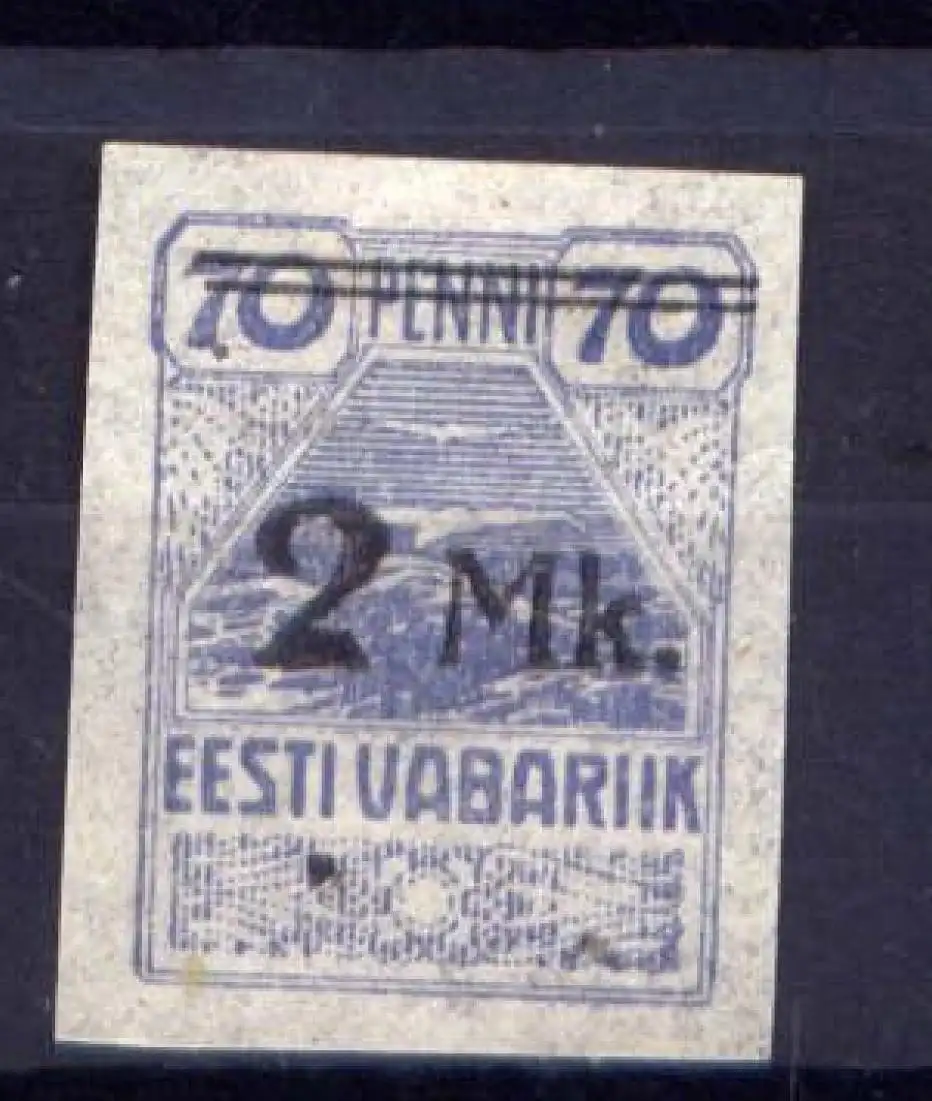 70 PENNI 70
2 Mk.
EESTI VABARIIK